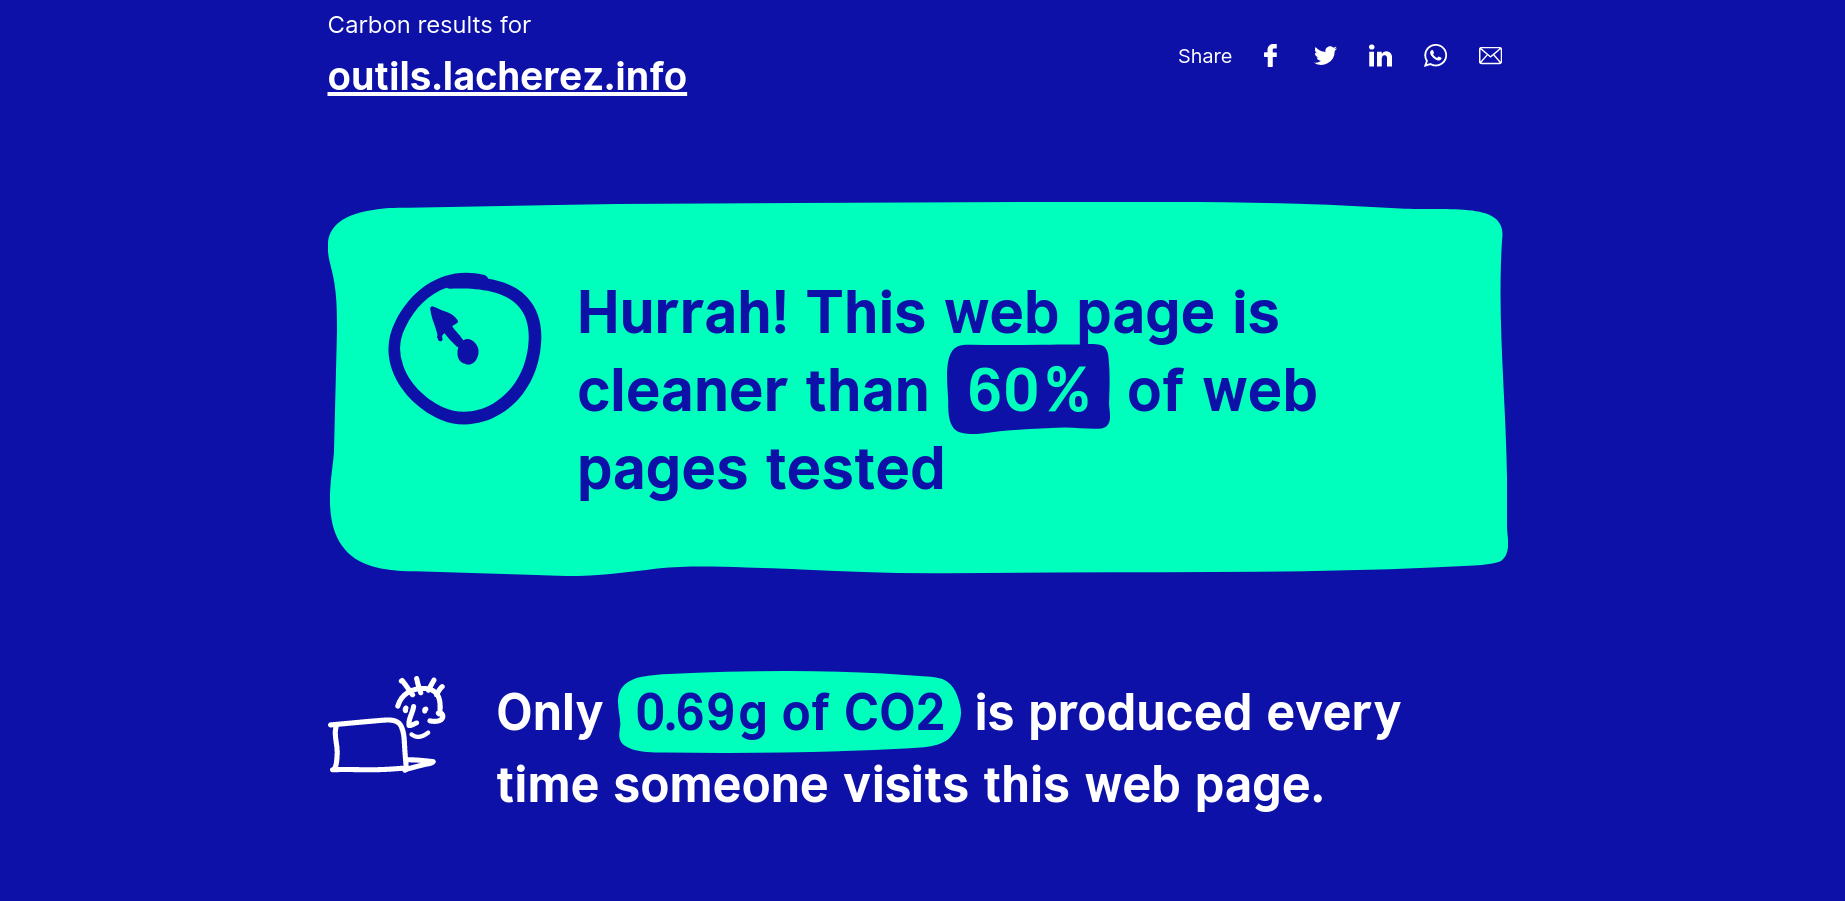 Carbon results for
outils.lacherez.info
Share
Hurrah! This web page is
cleaner than 60% of web
pages tested
Only 0.69g of CO2 is produced every
time someone visits this web page.